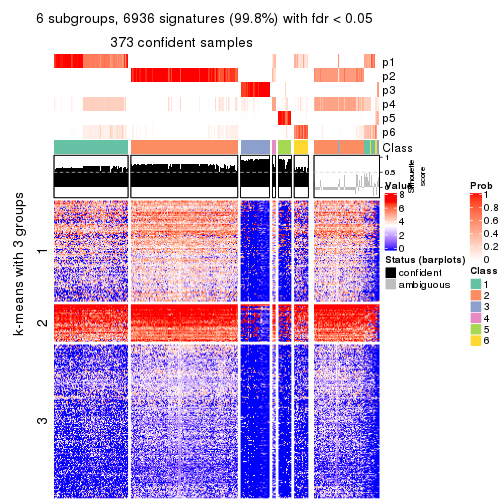 6 subgroups, 6936 signatures (99.8%) with fdr < 0.05
373 confident samples
p1
p2
p3
p4
p5
p6
Class
1
0.5
0
Silhouette
score
k-means with 3 groups
1
2
3
Value
8
6
4
2
0
Status (barplots)
confident
ambiguous
Prob
1
0.8
0.6
0.4
0.2
0
Class
1
2
3
4
5
6